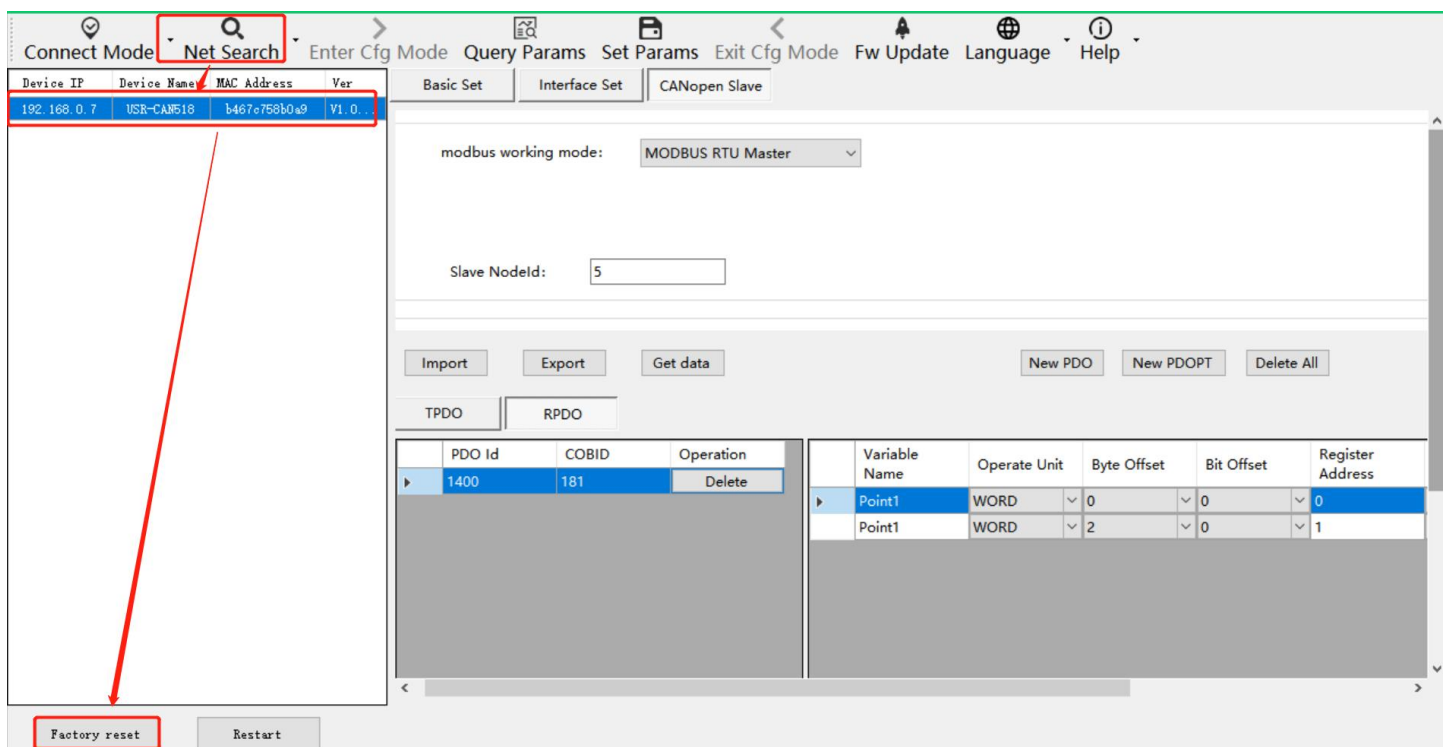 Connect Mode Net Search Enter Cfg Mode Query Params Set Params Exit Cfg Mode Fw Update Language Help
Device IP Device Name MAC Address Ver
192.168.0.7 USR-CAN518 b467c758b0a9 V1.0...
Basic Set Interface Set CANopen Slave
modbus working mode: MODBUS RTU Master
Slave NodeId: 5
Import Export Get data New PDO New PDOPT Delete All
TPDO RPDO
PDO Id COBID Operation
1400 181 Delete
Variable Name Operate Unit Byte Offset Bit Offset Register Address
Point1 WORD 0 0 0
Point1 WORD 2 0 1
Factory reset Restart